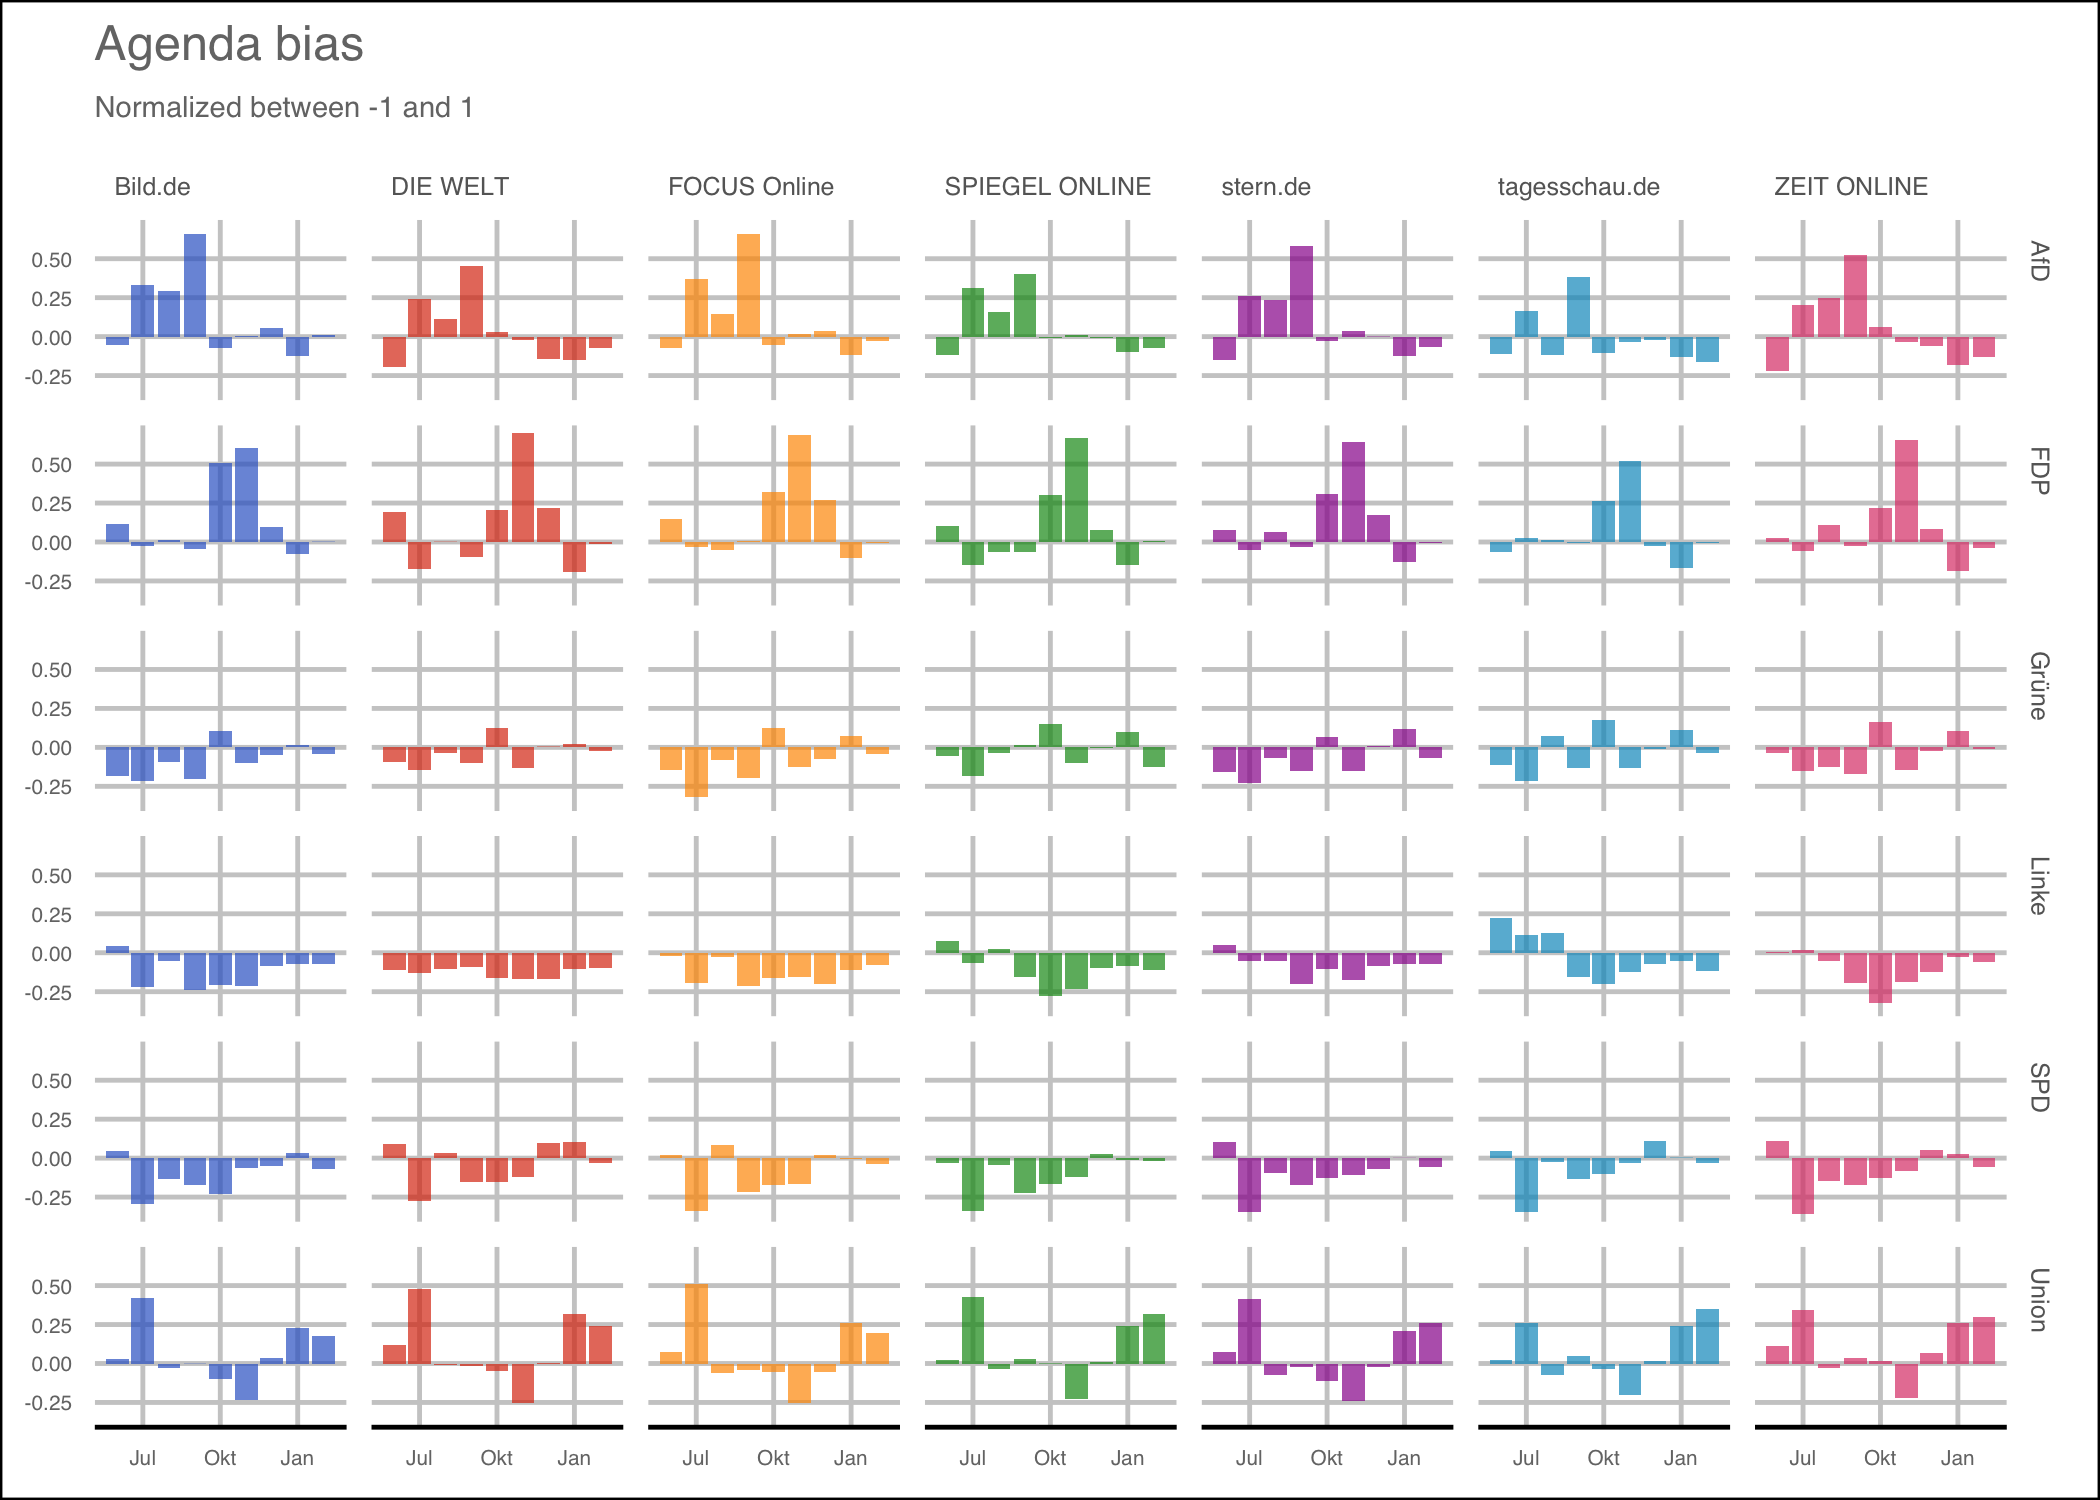 Agenda bias
Normalized between -1 and 1
Bild.de DIE WELT FOCUS Online SPIEGEL ONLINE stern.de tagesschau.de ZEIT ONLINE
0.50
0.25
0.00
-0.25
AfD
0.50
0.25
0.00
-0.25
FDP
0.50
0.25
0.00
-0.25
Grüne
0.50
0.25
0.00
-0.25
Linke
0.50
0.25
0.00
-0.25
SPD
0.50
0.25
0.00
-0.25
Union
Jul Okt Jan Jul Okt Jan Jul Okt Jan Jul Okt Jan Jul Okt Jan Jul Okt Jan Jul Okt Jan